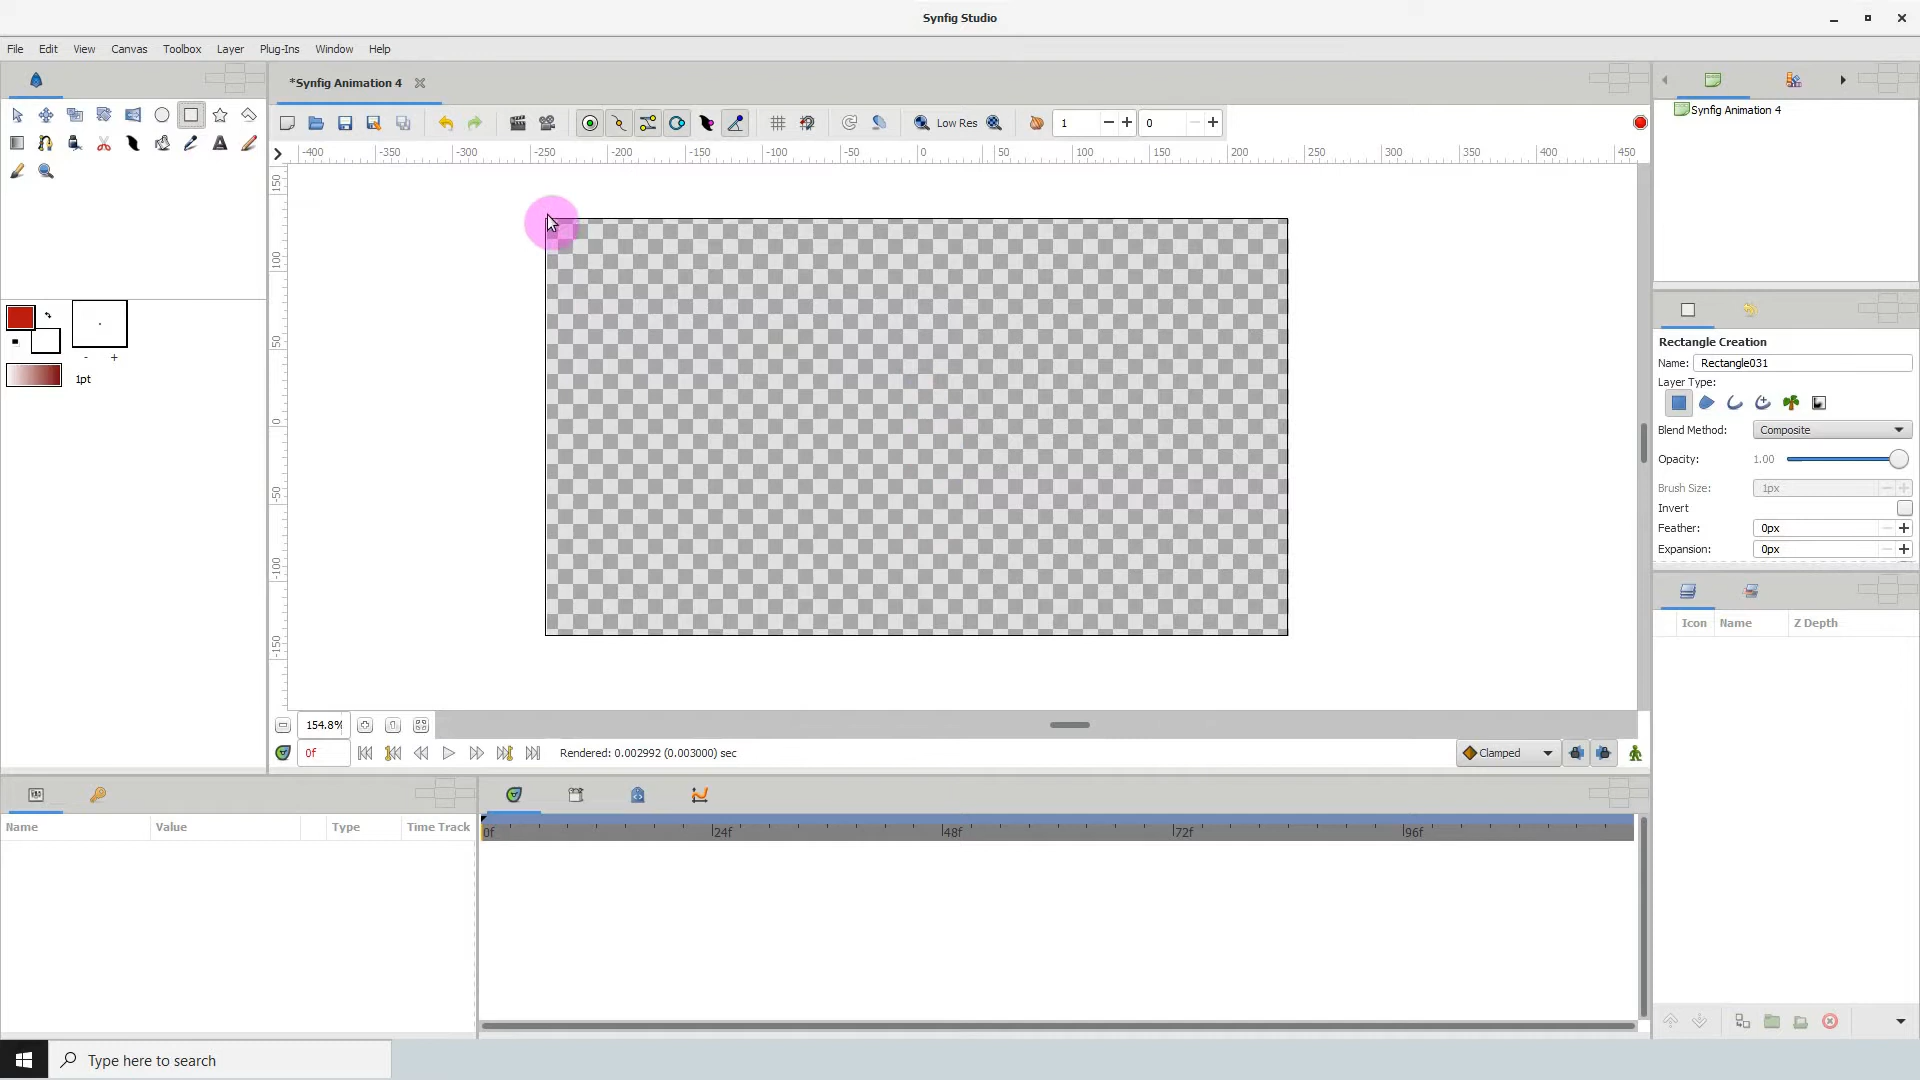 Synfig Studio
File Edit View Canvas Toolbox Layer Plug-Ins Window Help
*Synfig Animation 4
Low Res 1 0
-400 -350 -300 -250 -200 -150 -100 -50 0 50 100 150 200 250 300 350 400 450
150
100
50
0
-50
-100
-150
1pt
Synfig Animation 4
Rectangle Creation
Name: Rectangle031
Layer Type:
Blend Method: Composite
Opacity: 1.00
Brush Size: 1px
Invert
Feather: 0px
Expansion: 0px
Icon Name Z Depth
154.8%
0f Rendered: 0.002992 (0.003000) sec Clamped
Name Value Type Time Track
0f 24f 48f 72f 96f
Type here to search